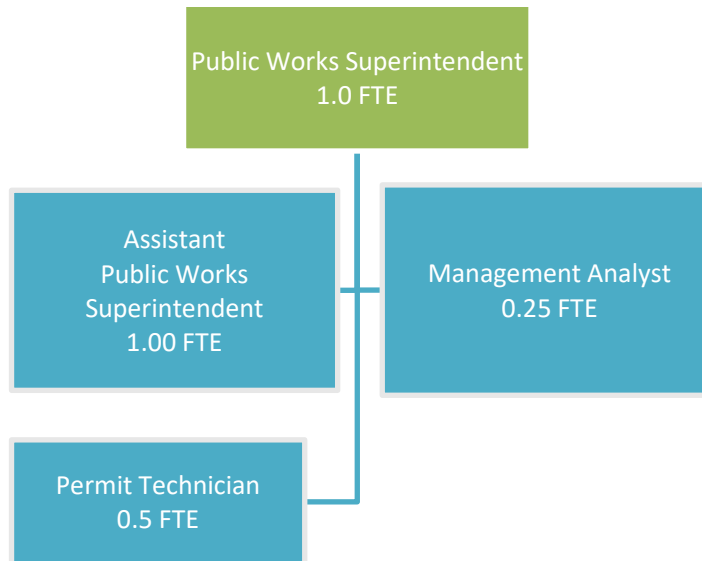 Public Works Superintendent
1.0 FTE
Assistant
Public Works
Superintendent
1.00 FTE
Management Analyst
0.25 FTE
Permit Technician
0.5 FTE